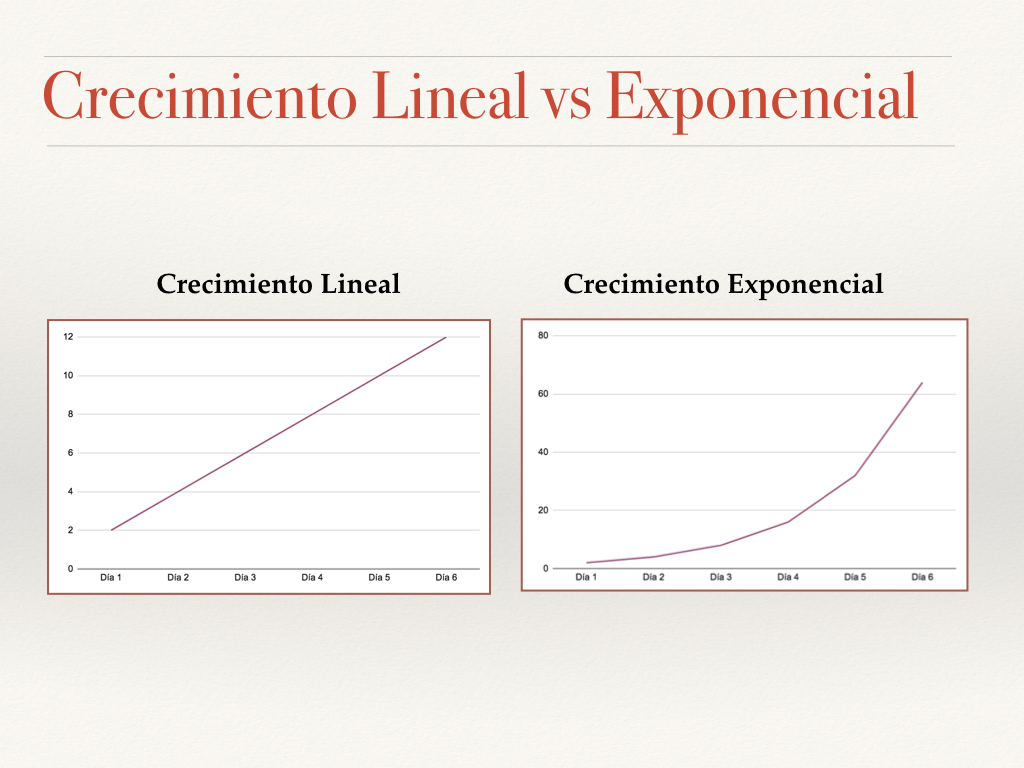 Crecimiento Lineal vs Exponencial
Crecimiento Lineal
12
10
8
6
4
2
0
Día 1 Día 2 Día 3 Día 4 Día 5 Día 6
Crecimiento Exponencial
80
60
40
20
0
Día 1 Día 2 Día 3 Día 4 Día 5 Día 6